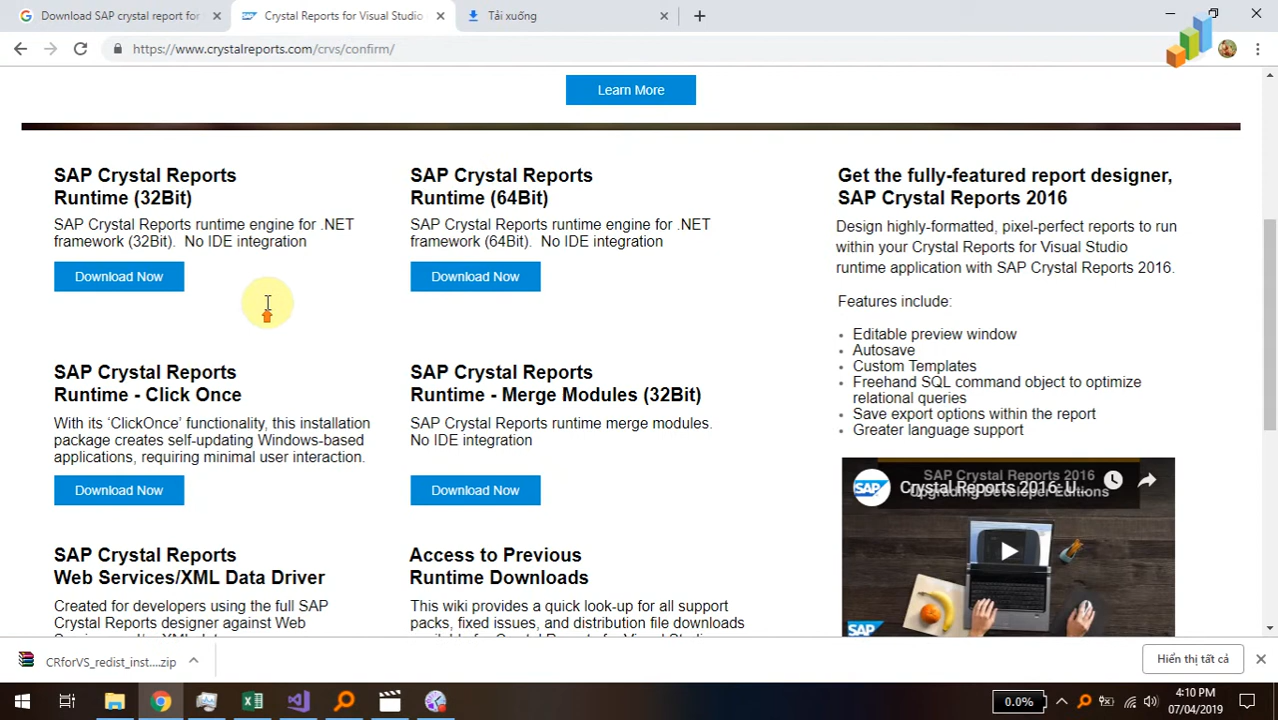 Download SAP crystal report for
Crystal Reports for Visual Studio
Tải xuống
https://www.crystalreports.com/crvs/confirm/
Learn More
SAP Crystal Reports
Runtime (32Bit)
SAP Crystal Reports runtime engine for .NET
framework (32Bit).  No IDE integration
Download Now
SAP Crystal Reports
Runtime (64Bit)
SAP Crystal Reports runtime engine for .NET
framework (64Bit).  No IDE integration
Download Now
Get the fully-featured report designer,
SAP Crystal Reports 2016
Design highly-formatted, pixel-perfect reports to run
within your Crystal Reports for Visual Studio
runtime application with SAP Crystal Reports 2016.
Features include:
Editable preview window
Autosave
Custom Templates
Freehand SQL command object to optimize
relational queries
Save export options within the report
Greater language support
SAP Crystal Reports
Runtime - Click Once
With its ‘ClickOnce’ functionality, this installation
package creates self-updating Windows-based
applications, requiring minimal user interaction.
Download Now
SAP Crystal Reports
Runtime - Merge Modules (32Bit)
SAP Crystal Reports runtime merge modules.
No IDE integration
Download Now
SAP Crystal Reports 2016
Upgrading Developer Editions
SAP
Crystal Reports 2016: U...
SAP
SAP Crystal Reports
Web Services/XML Data Driver
Created for developers using the full SAP
Crystal Reports designer against Web
Access to Previous
Runtime Downloads
This wiki provides a quick look-up for all support
packs, fixed issues, and distribution file downloads
CRforVS_redist_inst....zip
Hiển thị tất cả
0.0%
4:10 PM
07/04/2019